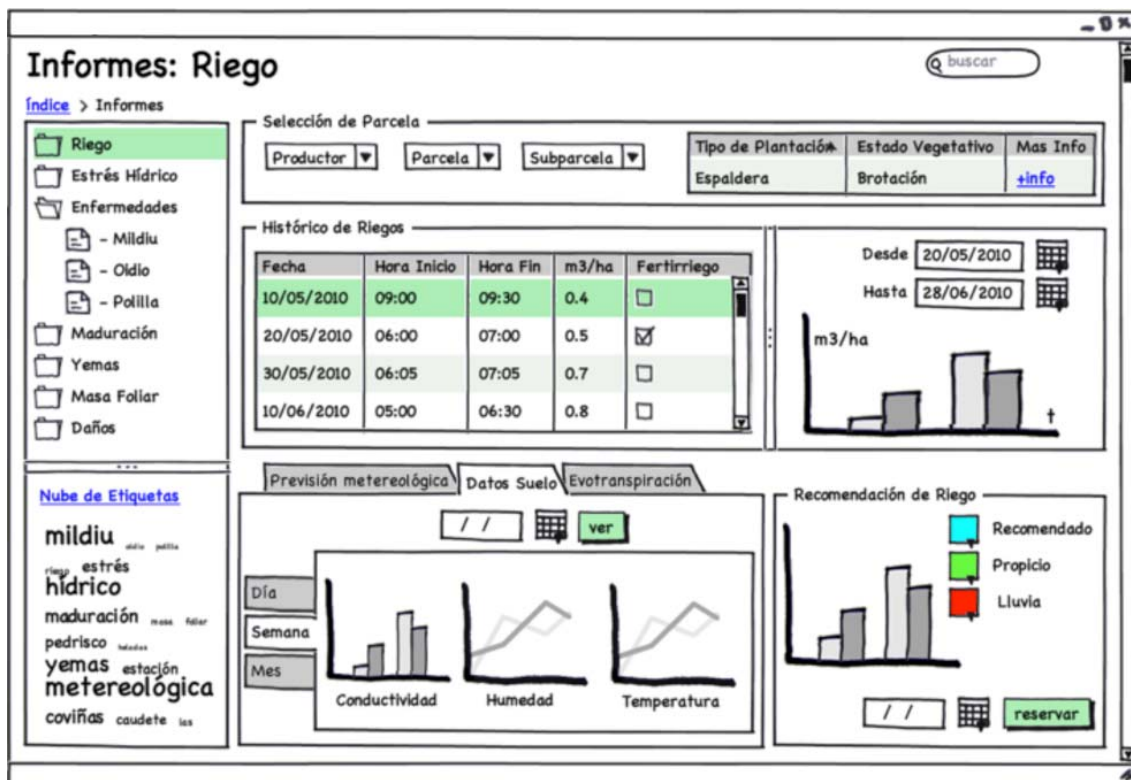 Informes: Riego
buscar
Índice > Informes
Riego
Estrés Hídrico
Enfermedades
- Mildiu
- Oidio
- Polilla
Maduración
Yemas
Masa Foliar
Daños
Nube de Etiquetas
mildiu oidio polilla
riego estrés
hídrico
maduración masa foliar
pedrisco heladas
yemas estación
metereológica
coviñas caudete las
Selección de Parcela
Productor Parcela Subparcela
Tipo de Plantación Estado Vegetativo Mas Info
Espaldera Brotación +info
Histórico de Riegos
Fecha Hora Inicio Hora Fin m3/ha Fertirriego
10/05/2010 09:00 09:30 0.4
20/05/2010 06:00 07:00 0.5
30/05/2010 06:05 07:05 0.7
10/06/2010 05:00 06:30 0.8
Desde 20/05/2010
Hasta 28/06/2010
m3/ha
t
Previsión metereológica Datos Suelo Evotranspiración
/ / ver
Día
Semana
Mes
Conductividad Humedad Temperatura
Recomendación de Riego
Recomendado
Propicio
Lluvia
/ / reservar